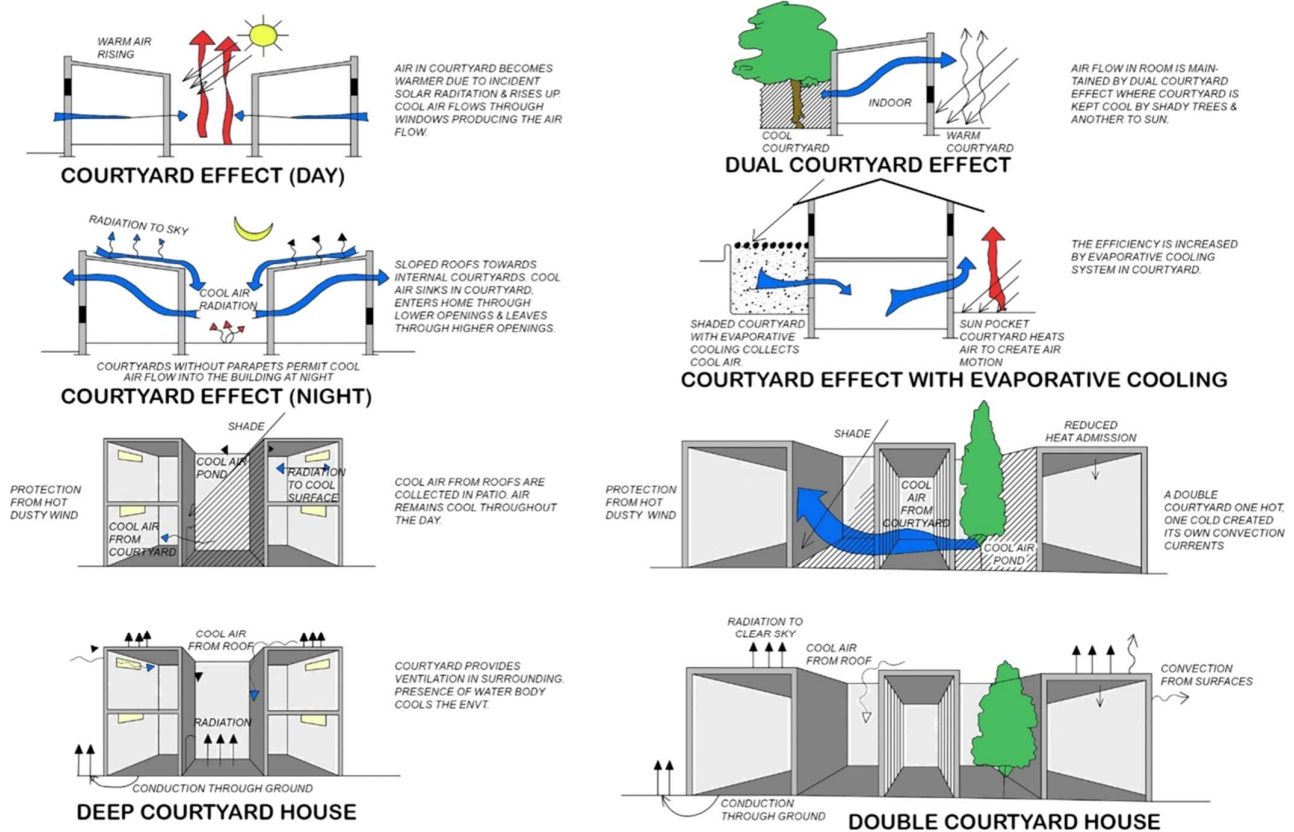 WARM AIR
RISING
AIR IN COURTYARD BECOMES
WARMER DUE TO INCIDENT
SOLAR RADITATION & RISES UP.
COOL AIR FLOWS THROUGH
WINDOWS PRODUCING THE AIR
FLOW.
COURTYARD EFFECT (DAY)
INDOOR
COOL
COURTYARD
WARM
COURTYARD
AIR FLOW IN ROOM IS MAIN-
TAINED BY DUAL COURTYARD
EFFECT WHERE COURTYARD IS
KEPT COOL BY SHADY TREES &
ANOTHER TO SUN.
DUAL COURTYARD EFFECT
RADIATION TO SKY
COOL AIR
RADIATION
SLOPED ROOFS TOWARDS
INTERNAL COURTYARDS. COOL
AIR SINKS IN COURTYARD,
ENTERS HOME THROUGH
LOWER OPENINGS & LEAVES
THROUGH HIGHER OPENINGS.
COURTYARDS WITHOUT PARAPETS PERMIT COOL
AIR FLOW INTO THE BUILDING AT NIGHT
COURTYARD EFFECT (NIGHT)
THE EFFICIENCY IS INCREASED
BY EVAPORATIVE COOLING
SYSTEM IN COURTYARD.
SHADED COURTYARD
WITH EVAPORATIVE
COOLING COLLECTS
COOL AIR.
SUN POCKET
COURTYARD HEATS
AIR TO CREATE AIR
MOTION
COURTYARD EFFECT WITH EVAPORATIVE COOLING
SHADE
COOL AIR
POND
RADIATION
TO COOL
SURFACE
PROTECTION
FROM HOT
DUSTY WIND
COOL AIR
FROM
COURTYARD
COOL AIR FROM ROOFS ARE
COLLECTED IN PATIO. AIR
REMAINS COOL THROUGHOUT
THE DAY.
SHADE
REDUCED
HEAT ADMISSION
PROTECTION
FROM HOT
DUSTY WIND
COOL
AIR
FROM
COURTYARD
COOL AIR
POND
A DOUBLE
COURTYARD ONE HOT,
ONE COLD CREATED
ITS OWN CONVECTION
CURRENTS
COOL AIR
FROM ROOF
RADIATION
COURTYARD PROVIDES
VENTILATION IN SURROUNDING.
PRESENCE OF WATER BODY
COOLS THE ENVT.
CONDUCTION THROUGH GROUND
DEEP COURTYARD HOUSE
RADIATION TO
CLEAR SKY
COOL AIR
FROM ROOF
CONVECTION
FROM SURFACES
CONDUCTION
THROUGH GROUND
DOUBLE COURTYARD HOUSE